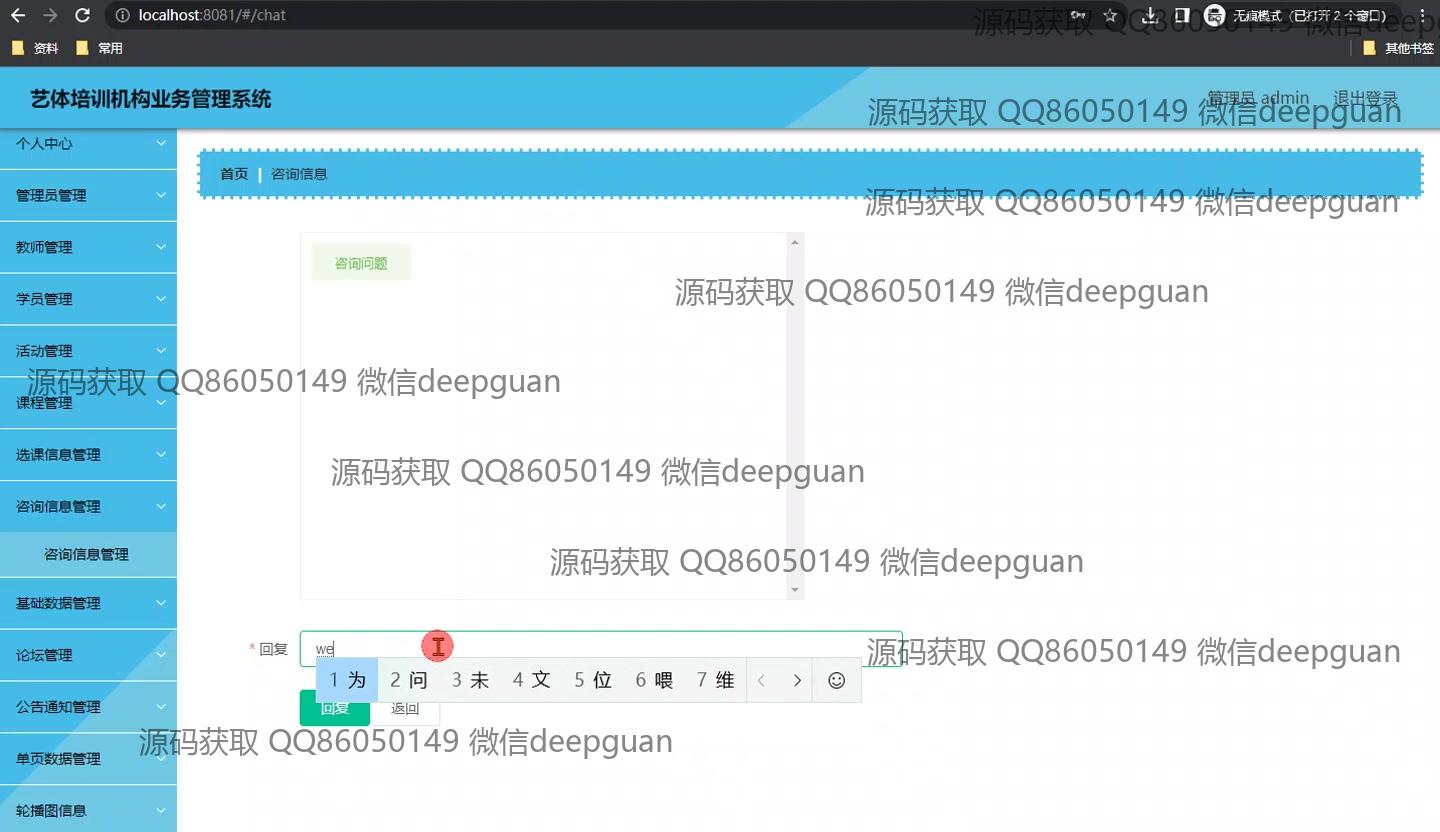 localhost:8081/#/chat
无痕模式（已打开 2 个窗口）
源码获取 QQ86050149 微信deepguan
资料
常用
其他书签
艺体培训机构业务管理系统
管理员 admin
退出登录
源码获取 QQ86050149 微信deepguan
个人中心
首页
咨询信息
管理员管理
源码获取 QQ86050149 微信deepguan
教师管理
咨询问题
学员管理
源码获取 QQ86050149 微信deepguan
活动管理
源码获取 QQ86050149 微信deepguan
课程管理
选课信息管理
源码获取 QQ86050149 微信deepguan
咨询信息管理
咨询信息管理
源码获取 QQ86050149 微信deepguan
基础数据管理
论坛管理
* 回复
we
源码获取 QQ86050149 微信deepguan
1 为 2 问 3 未 4 文 5 位 6 喂 7 维
公告通知管理
回复
返回
源码获取 QQ86050149 微信deepguan
单页数据管理
轮播图信息